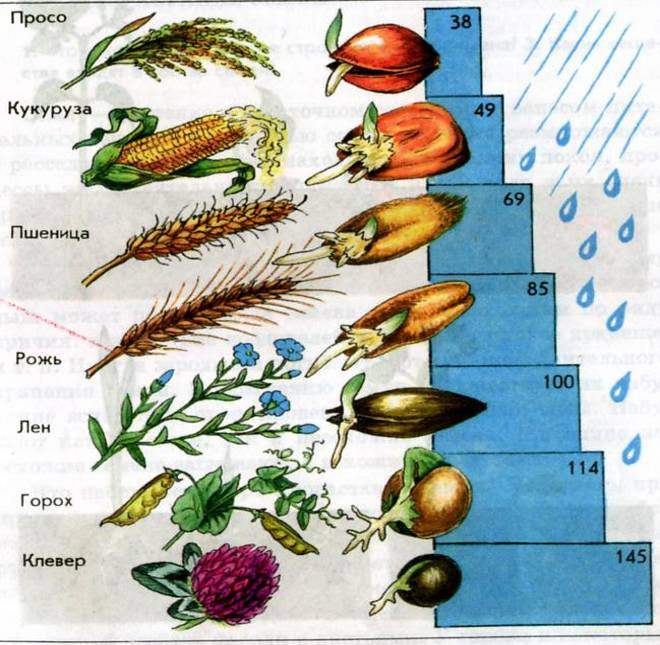 Просо 38
Кукуруза 49
Пшеница 69
85
Рожь
100
Лен
114
Горох
Клевер 145